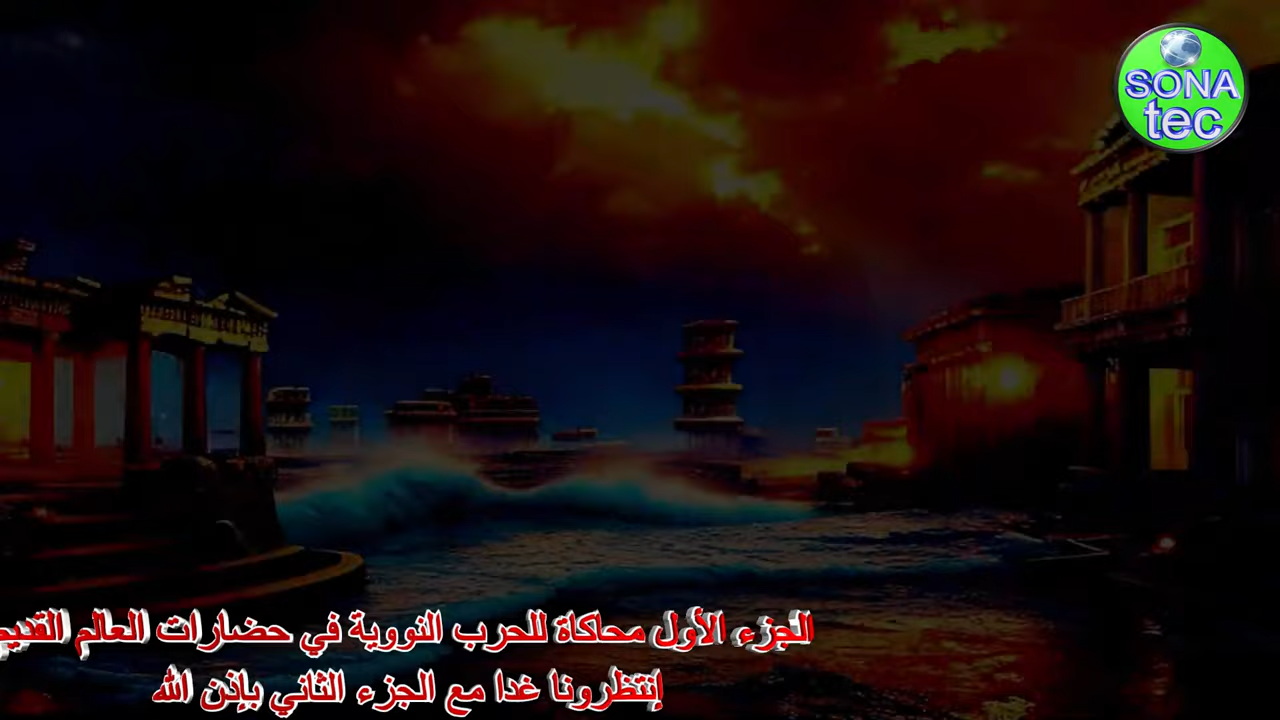 SONA
tec
الجزء الأول محاكاة للحرب النووية في حضارات العالم القديم
إنتظرونا غدا مع الجزء الثاني بإذن الله